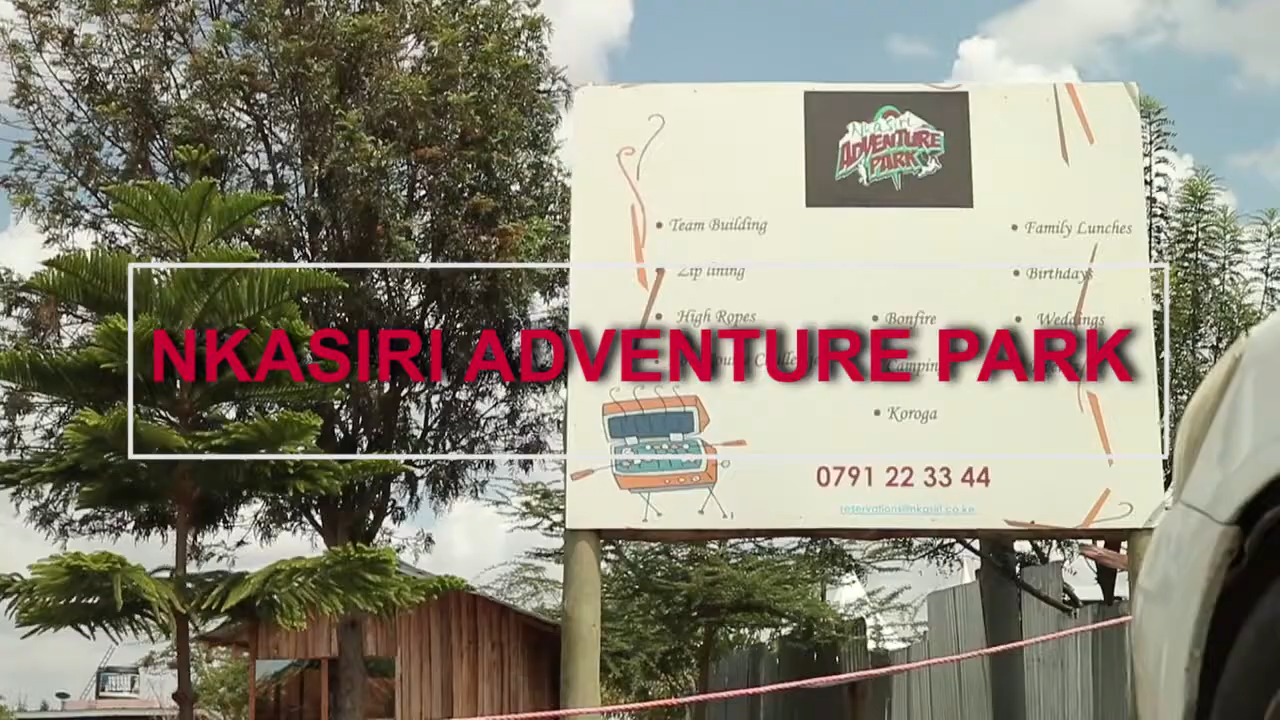 Nkasiri
ADVENTURE
PARK
• Team Building
• Family Lunches
• Zip lining
• Birthdays
• High Ropes
• Bonfire
• Weddings
NKASIRI ADVENTURE PARK
• Koroga
0791 22 33 44
reservations@nkasiri.co.ke